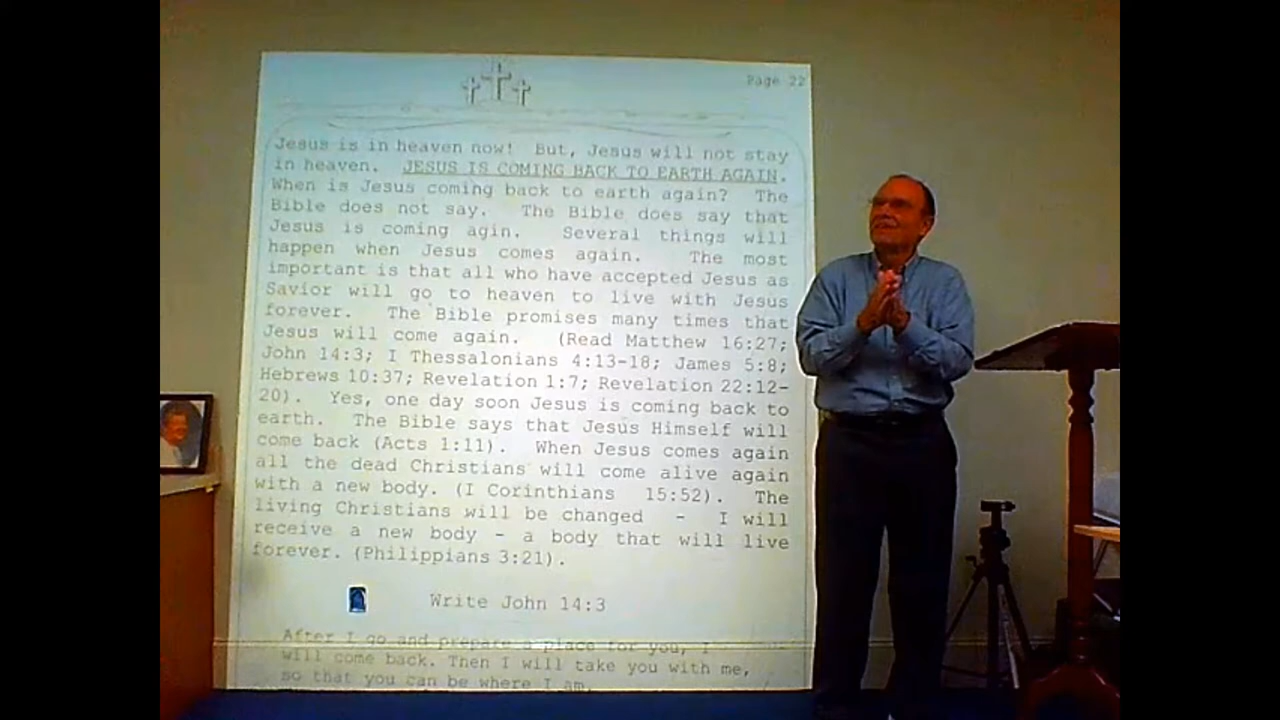 Page 22
Jesus is in heaven now! But, Jesus will not stay
in heaven. JESUS IS COMING BACK TO EARTH AGAIN.
When is Jesus coming back to earth again? The
Bible does not say. The Bible does say that
Jesus is coming agin. Several things will
happen when Jesus comes again. The most
important is that all who have accepted Jesus as
Savior will go to heaven to live with Jesus
forever. The Bible promises many times that
Jesus will come again. (Read Matthew 16:27;
John 14:3; I Thessalonians 4:13-18; James 5:8;
Hebrews 10:37; Revelation 1:7; Revelation 22:12-
20). Yes, one day soon Jesus is coming back to
earth. The Bible says that Jesus Himself will
come back (Acts 1:11). When Jesus comes again
all the dead Christians will come alive again
with a new body. (I Corinthians 15:52). The
living Christians will be changed - I will
receive a new body - a body that will live
forever. (Philippians 3:21).
Write John 14:3
After I go and prepare a place for you, I
will come back. Then I will take you with me,
so that you can be where I am.